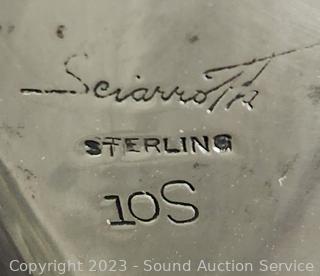 Sciarrotta
STERLING
10S
Copyright 2023 - Sound Auction Service